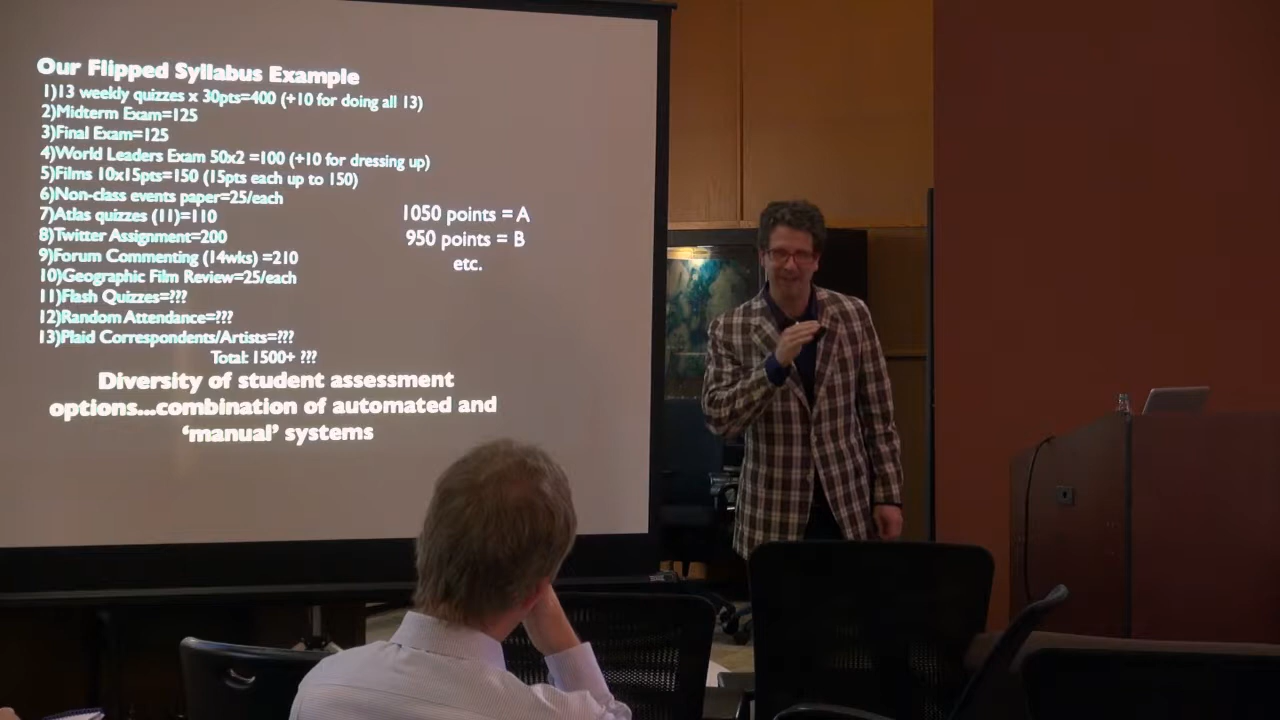 Our Flipped Syllabus Example
1)13 weekly quizzes x 30pts=400 (+10 for doing all 13)
2)Midterm Exam=125
3)Final Exam=125
4)World Leaders Exam 50x2 =100 (+10 for dressing up)
5)Films 10x15pts=150 (15pts each up to 150)
6)Non-class events paper=25/each
7)Atlas quizzes (11)=110
8)Twitter Assignment=200
9)Forum Commenting (14wks) =210
10)Geographic Film Review=25/each
11)Flash Quizzes=???
12)Random Attendance=???
13)Plaid Correspondents/Artists=???
Total: 1500+ ???
Diversity of student assessment
options...combination of automated and
‘manual’ systems
1050 points = A
950 points = B
etc.